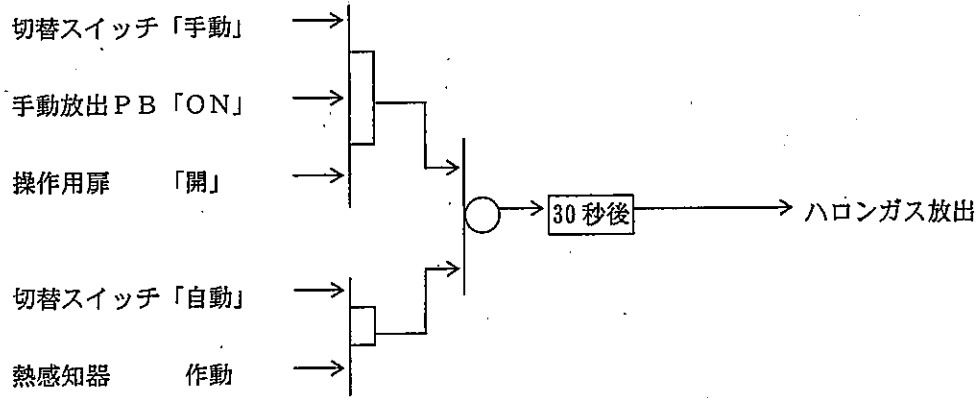 切替スイッチ「手動」
手動放出PB「ON」
操作用扉 「開」
30秒後
ハロンガス放出
切替スイッチ「自動」
熱感知器 作動